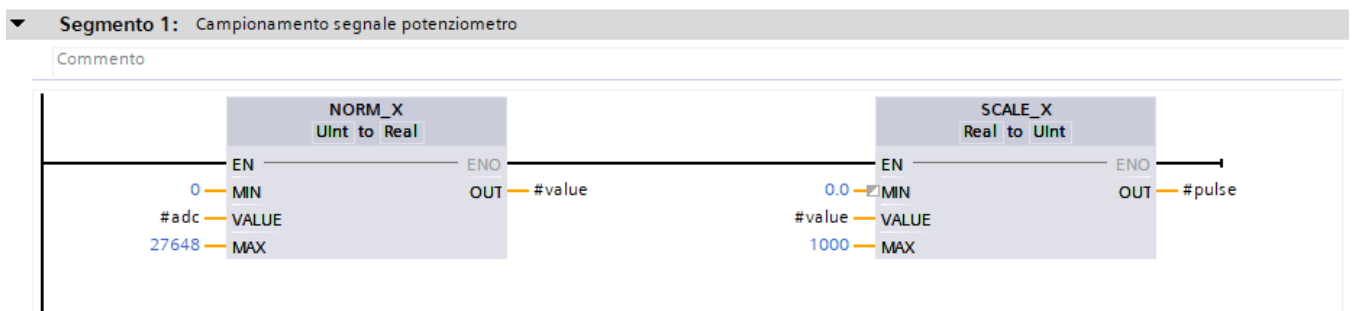 Segmento 1: Campionamento segnale potenziometro
Commento
NORM_X
UInt to Real
EN ENO
0 MIN OUT #value
#adc VALUE
27648 MAX
SCALE_X
Real to UInt
EN ENO
0.0 MIN OUT #pulse
#value VALUE
1000 MAX